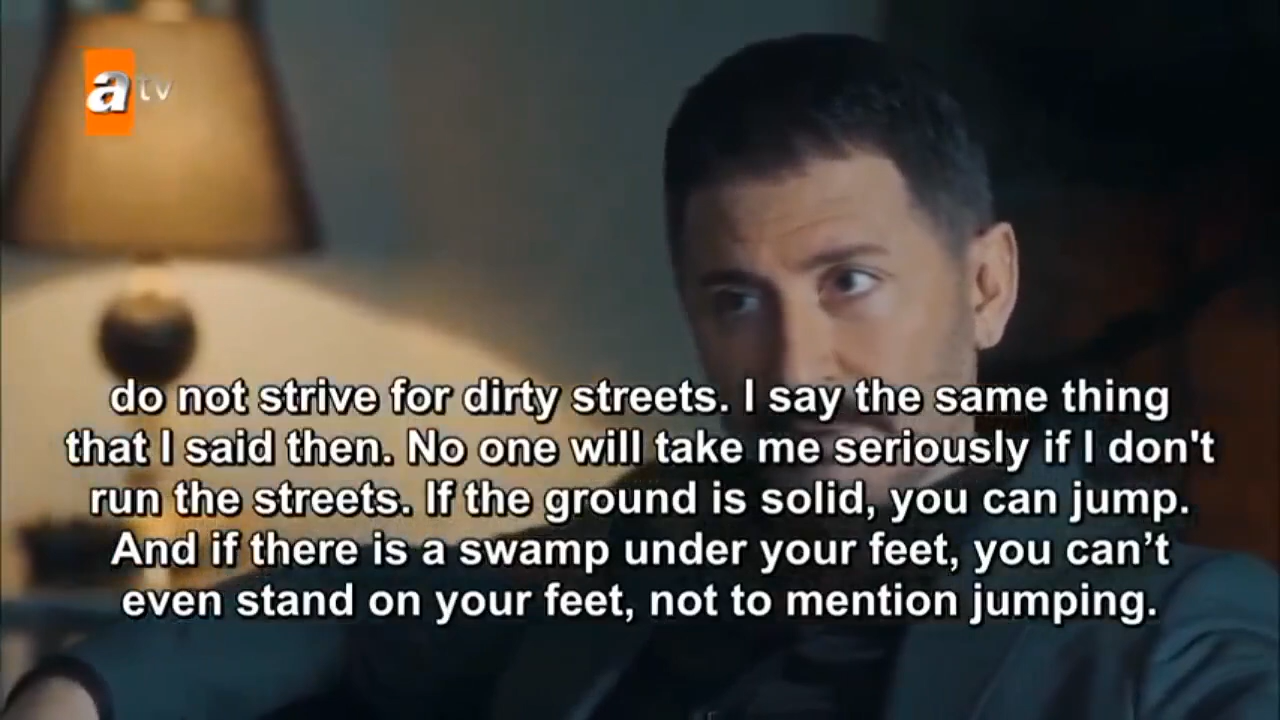 atv
do not strive for dirty streets. I say the same thing
that I said then. No one will take me seriously if I don't
run the streets. If the ground is solid, you can jump.
And if there is a swamp under your feet, you can’t
even stand on your feet, not to mention jumping.